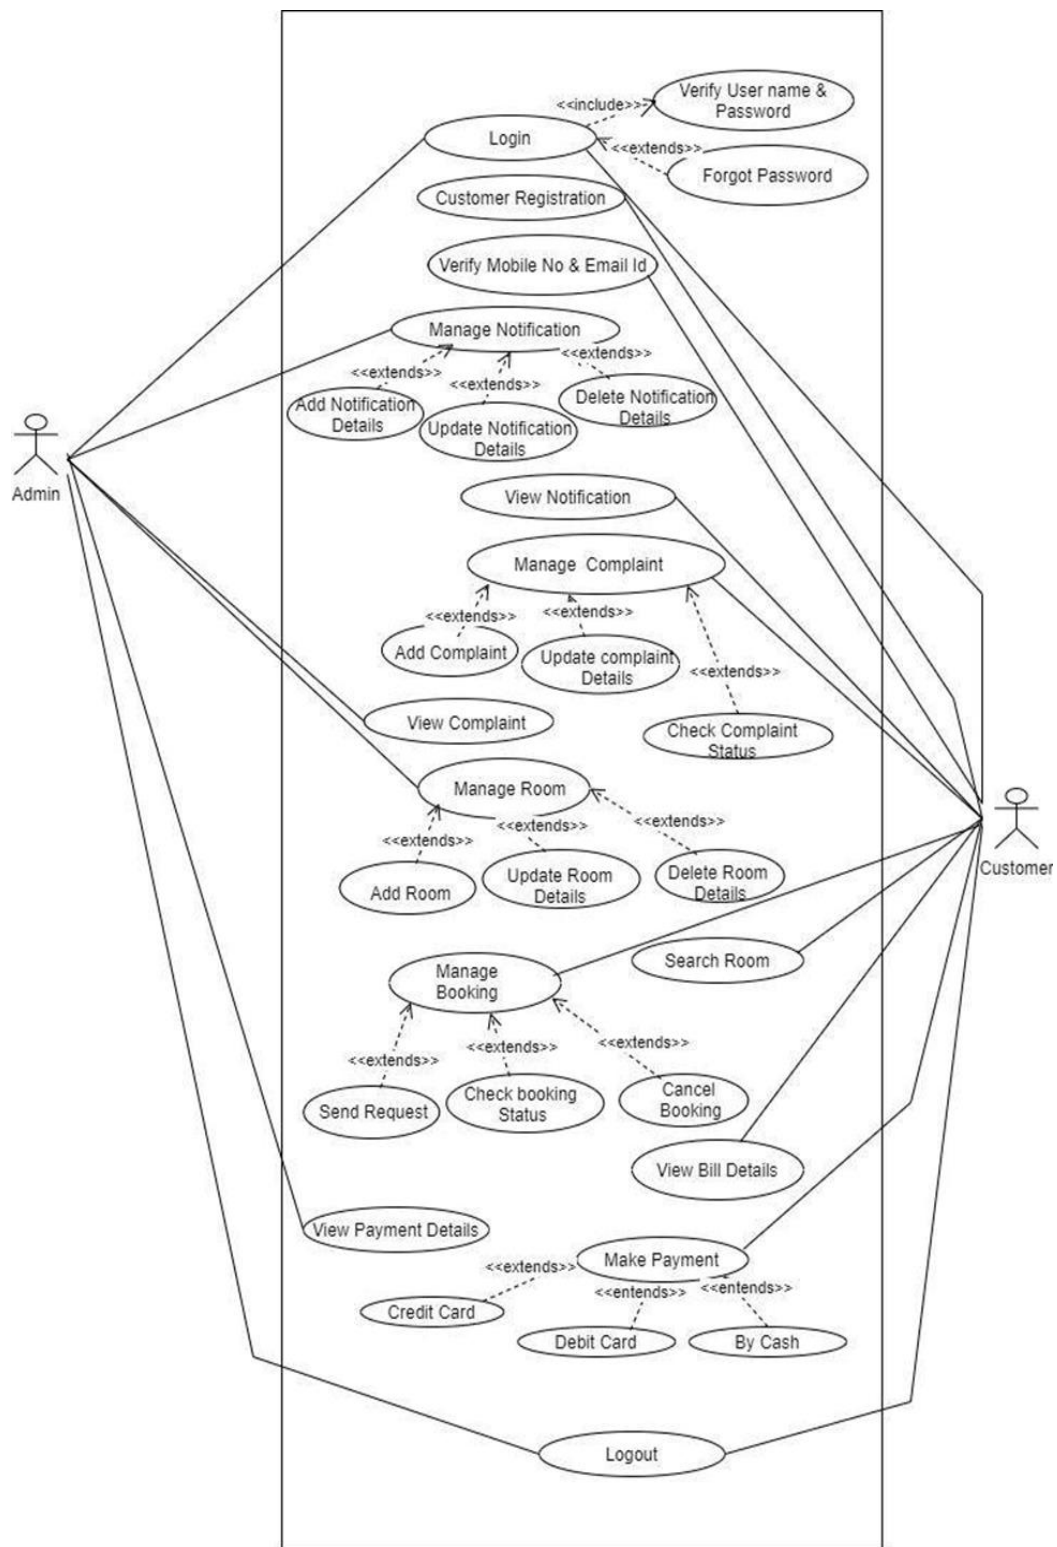 Verify User name &
Password
<<include>>
Login
<<extends>>
Forgot Password
Customer Registration
Verify Mobile No & Email Id
Manage Notification
<<extends>>
<<extends>>
<<extends>>
Add Notification
Details
Update Notification
Details
Delete Notification
Details
Admin
View Notification
Manage Complaint
<<extends>>
<<extends>>
Add Complaint
Update complaint
Details
<<extends>>
View Complaint
Check Complaint
Status
Manage Room
<<extends>>
<<extends>>
<<extends>>
Add Room
Update Room
Details
Delete Room
Details
Customer
Manage
Booking
Search Room
<<extends>>
<<extends>>
<<extends>>
Send Request
Check booking
Status
Cancel
Booking
View Bill Details
View Payment Details
Make Payment
<<extends>>
<<entends>>
<<entends>>
Credit Card
Debit Card
By Cash
Logout